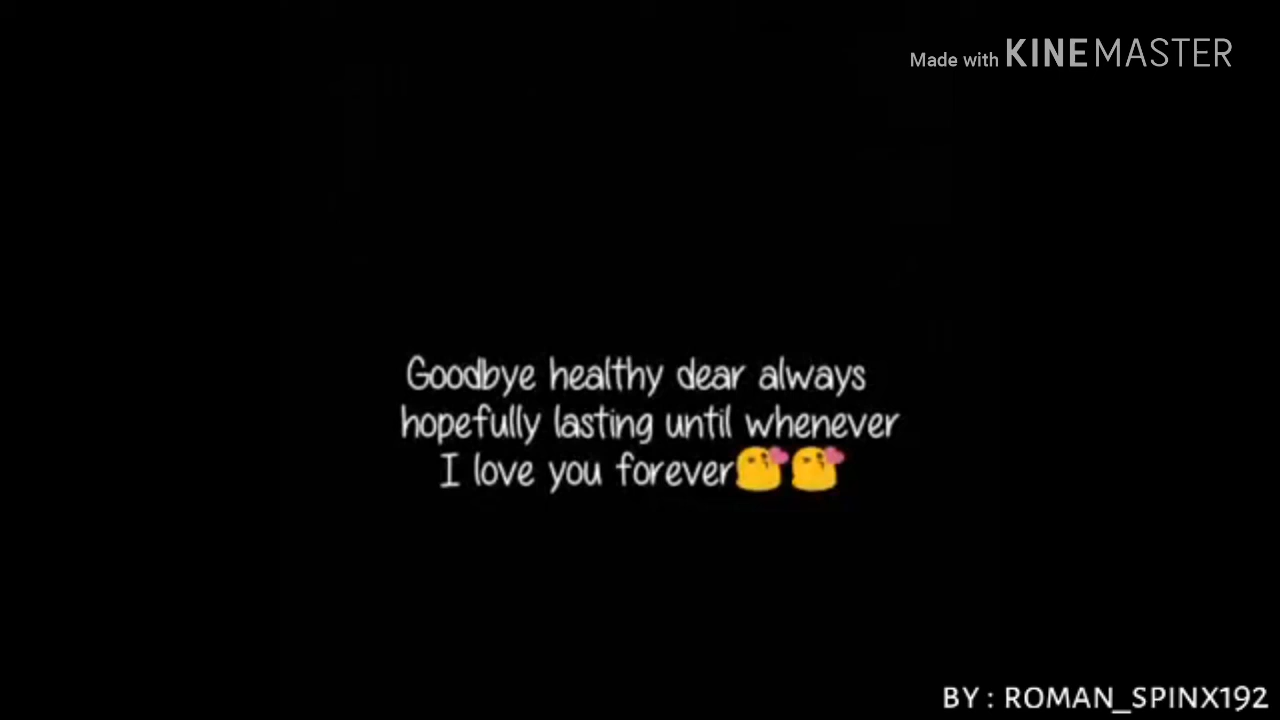 Made with KINEMASTER
Goodbye healthy dear always
hopefully lasting until whenever
I love you forever😘😘
BY : ROMAN_SPINX192